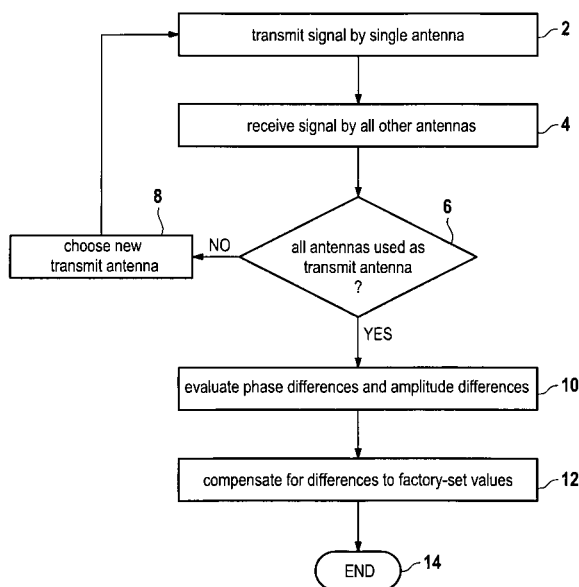 transmit signal by single antenna
2
receive signal by all other antennas
4
8
choose new
transmit antenna
NO
6
all antennas used as
transmit antenna
?
YES
evaluate phase differences and amplitude differences
10
compensate for differences to factory-set values
12
END
14